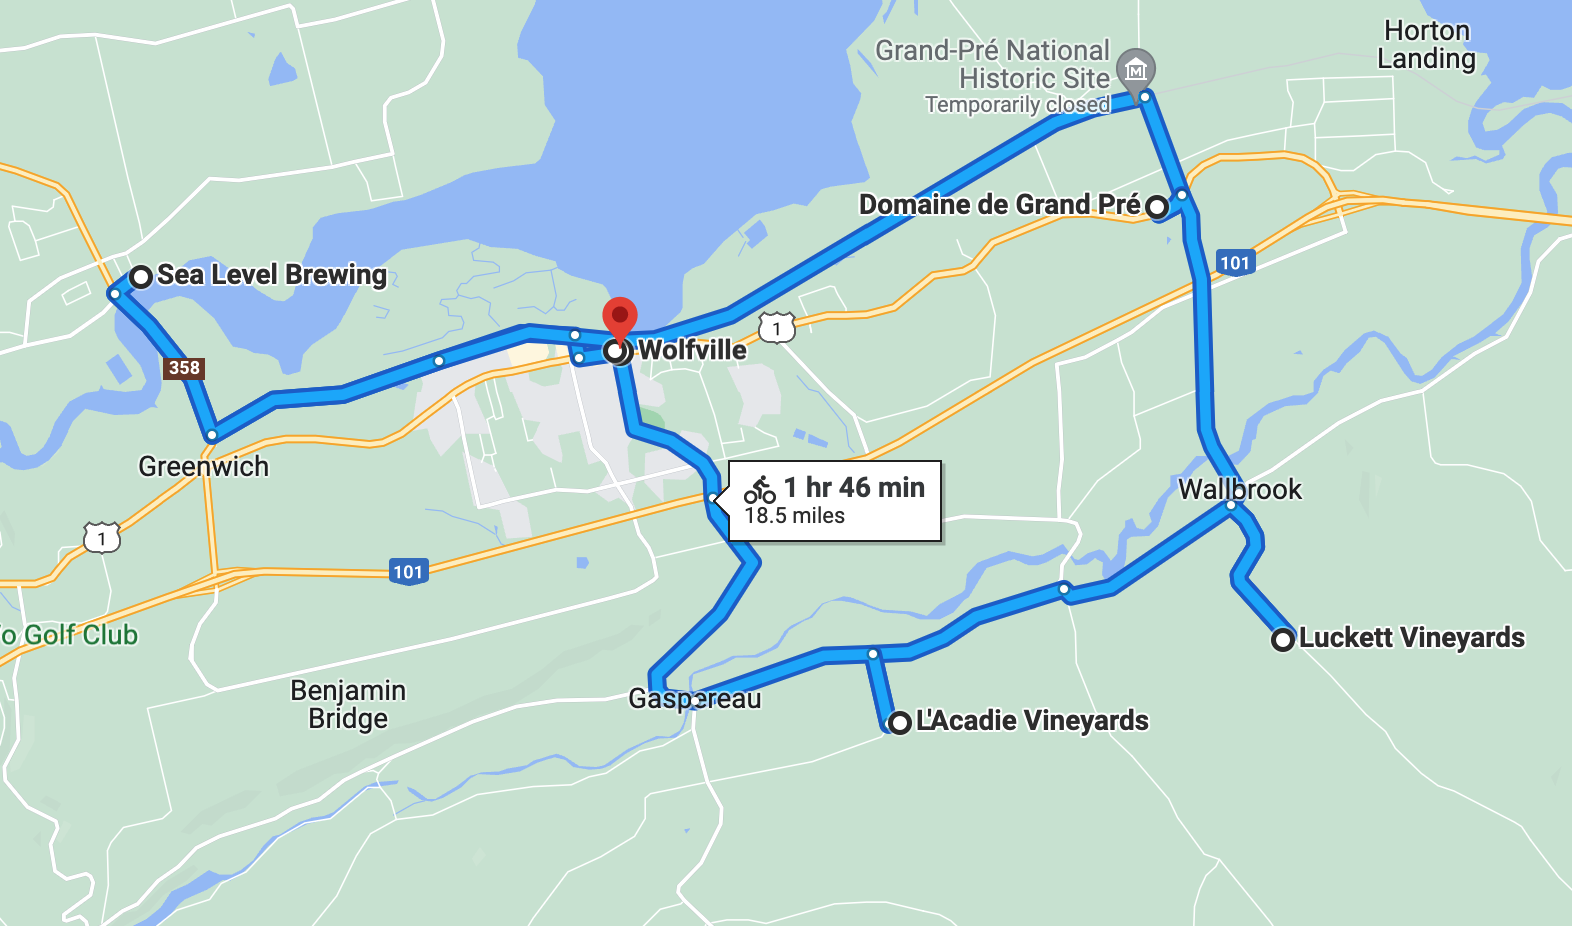 Horton
Landing
Grand-Pré National
Historic Site
Temporarily closed
Domaine de Grand Pré
101
Sea Level Brewing
1
Wolfville
358
Greenwich
1 hr 46 min
18.5 miles
Wallbrook
1
101
o Golf Club
Luckett Vineyards
Benjamin
Bridge
Gaspereau
L'Acadie Vineyards